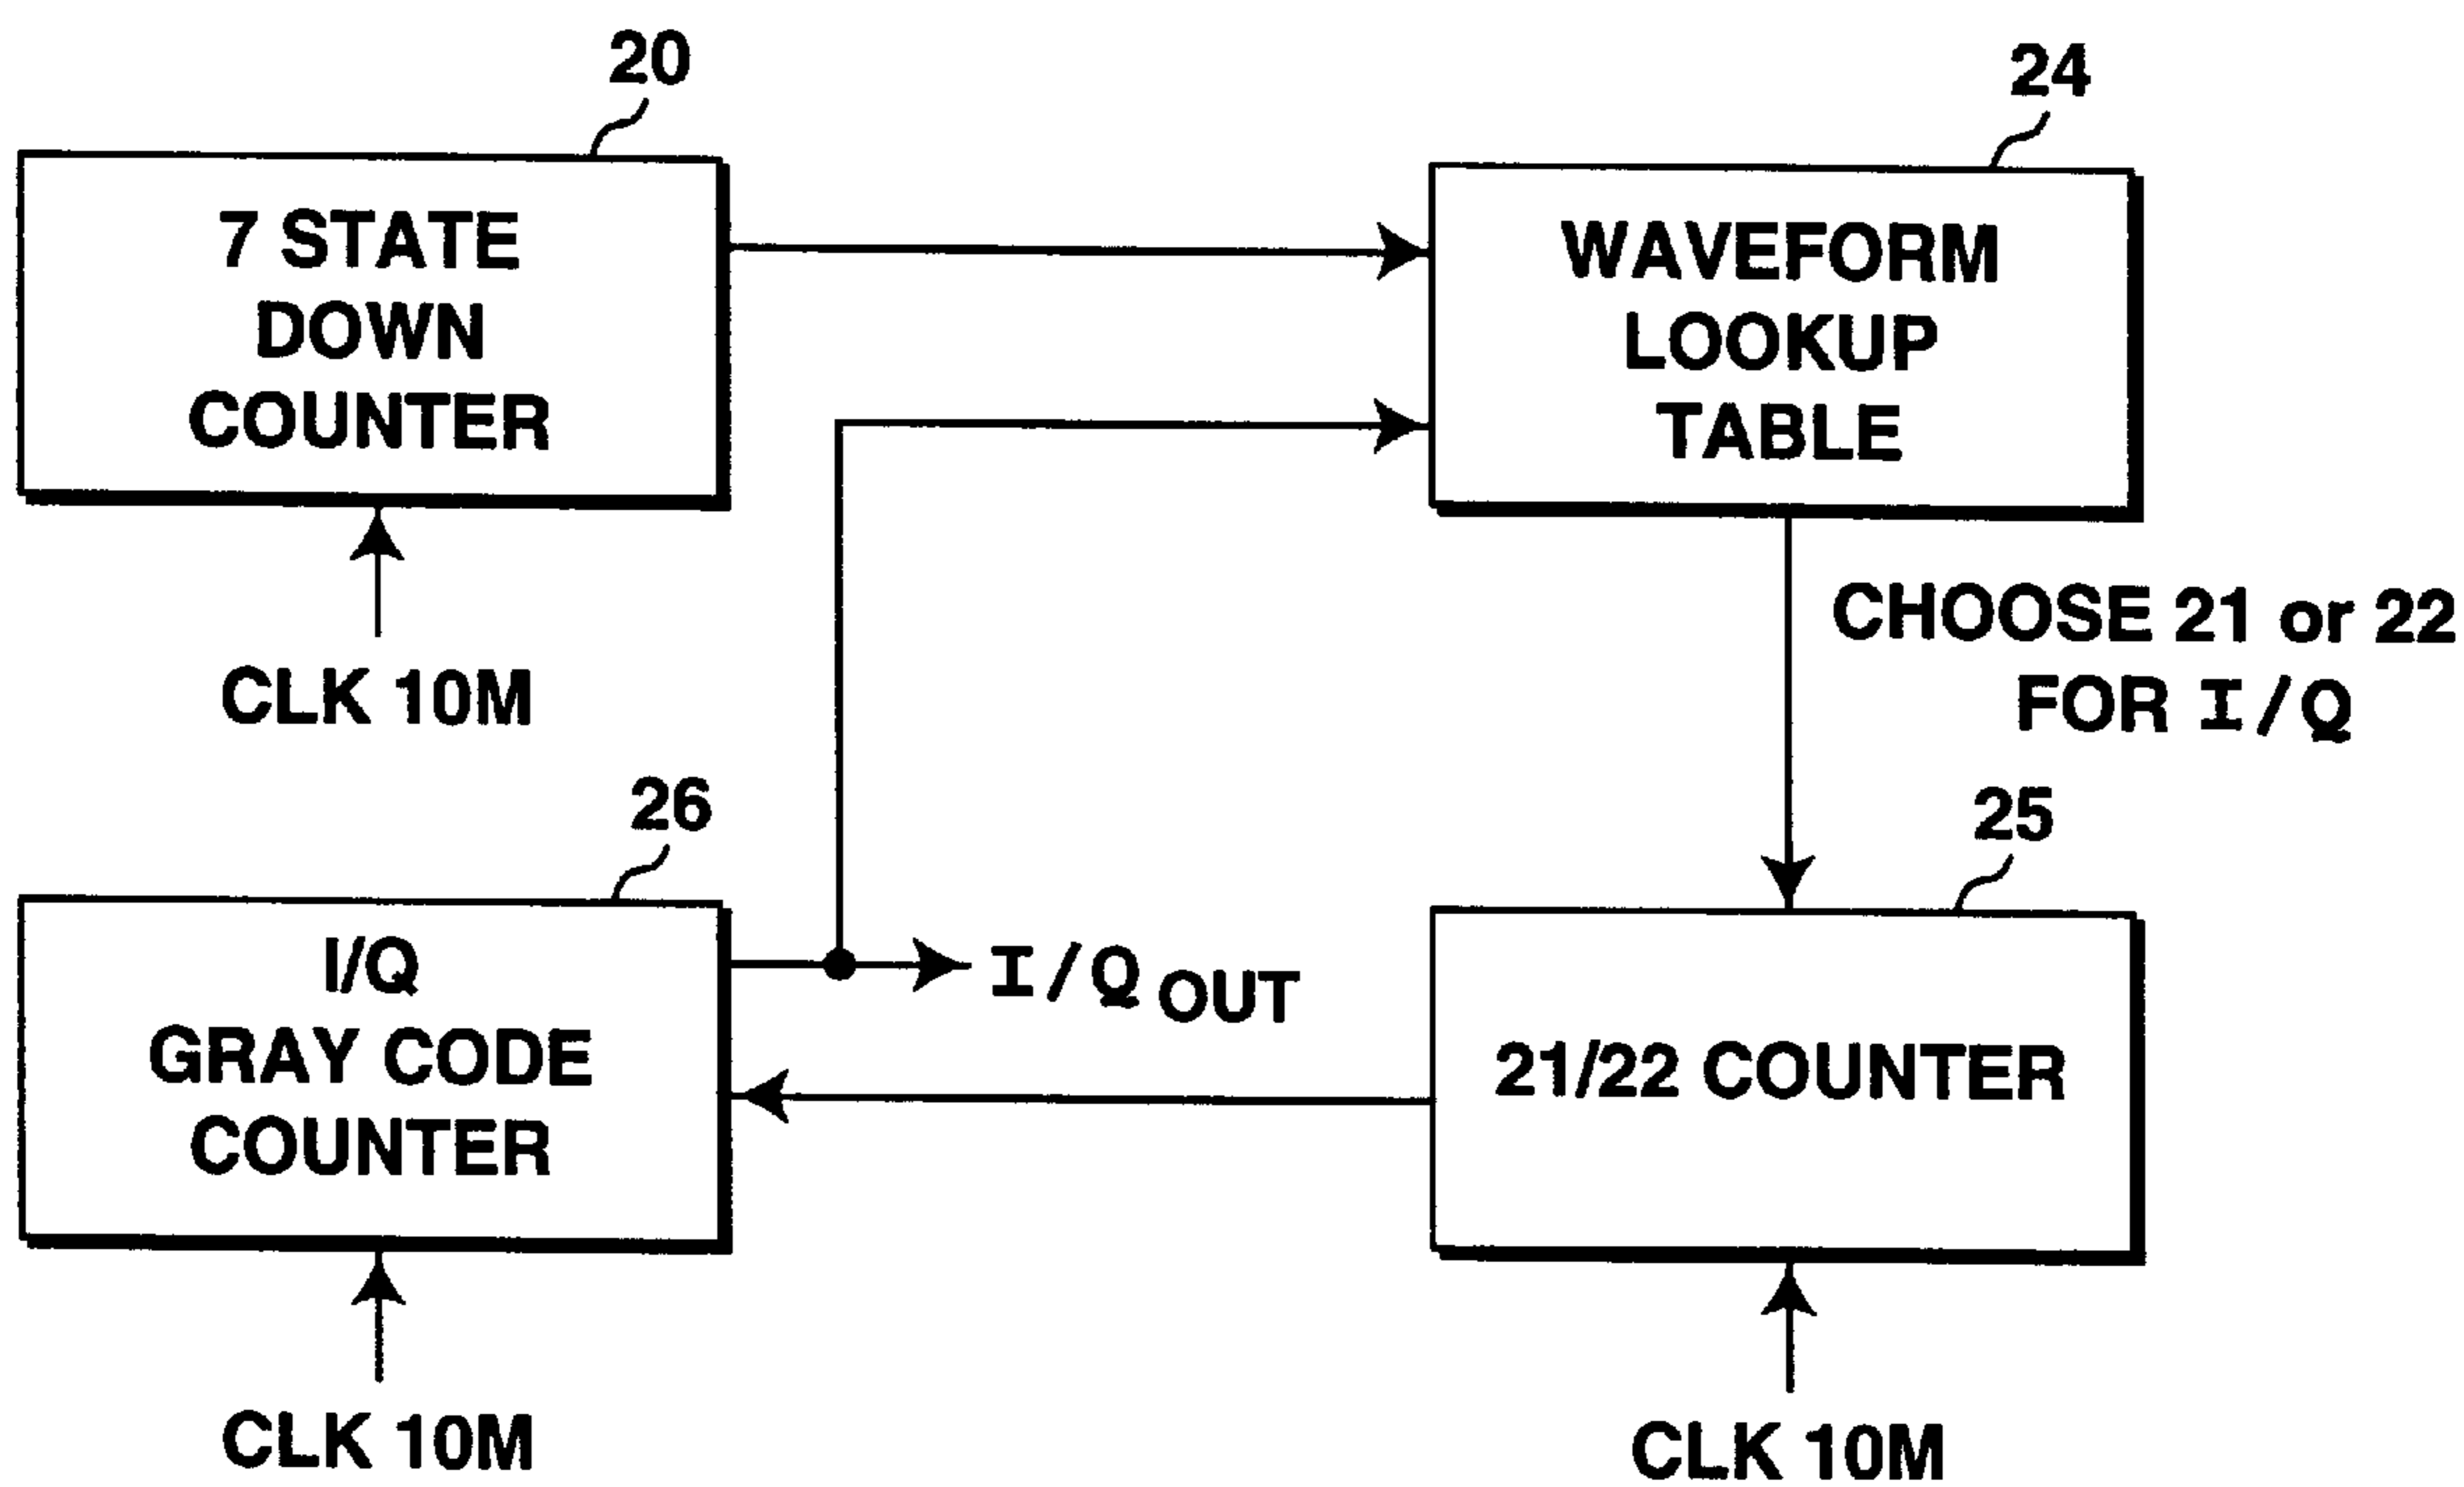 20
7 STATE
DOWN
COUNTER
CLK 10M
24
WAVEFORM
LOOKUP
TABLE
CHOOSE 21 or 22
FOR I/Q
26
I/Q
GRAY CODE
COUNTER
CLK 10M
I/Q OUT
25
21/22 COUNTER
CLK 10M